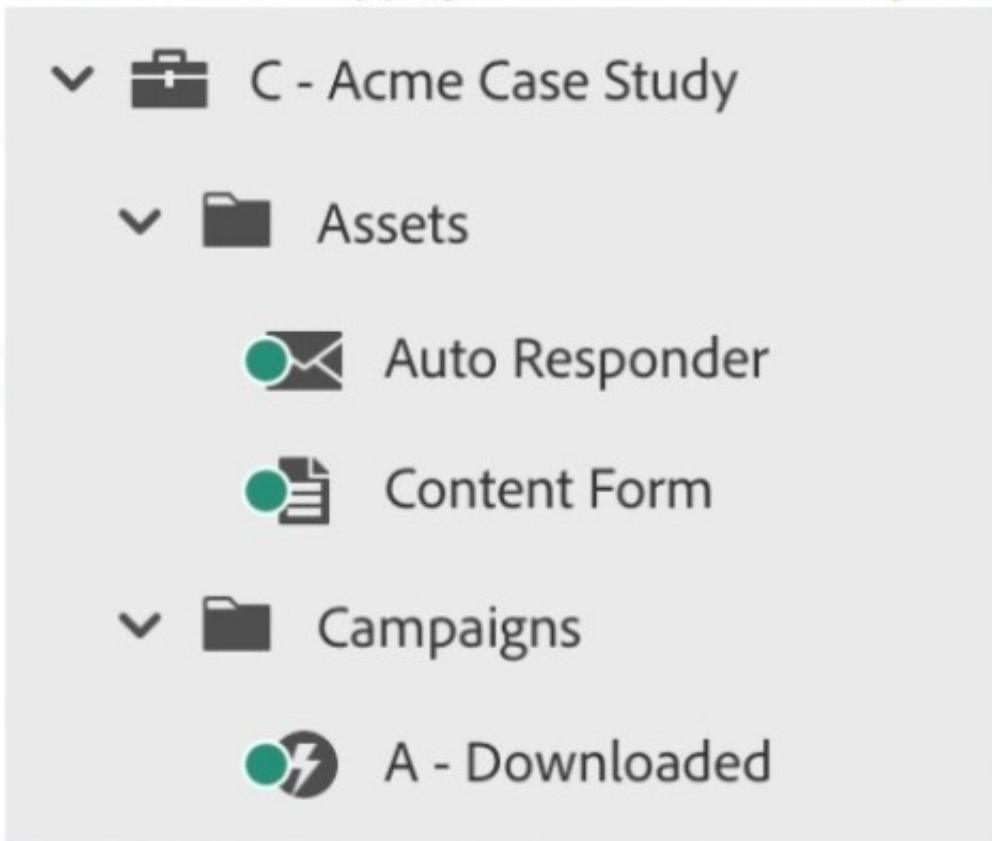 C - Acme Case Study
Assets
Auto Responder
Content Form
Campaigns
A - Downloaded